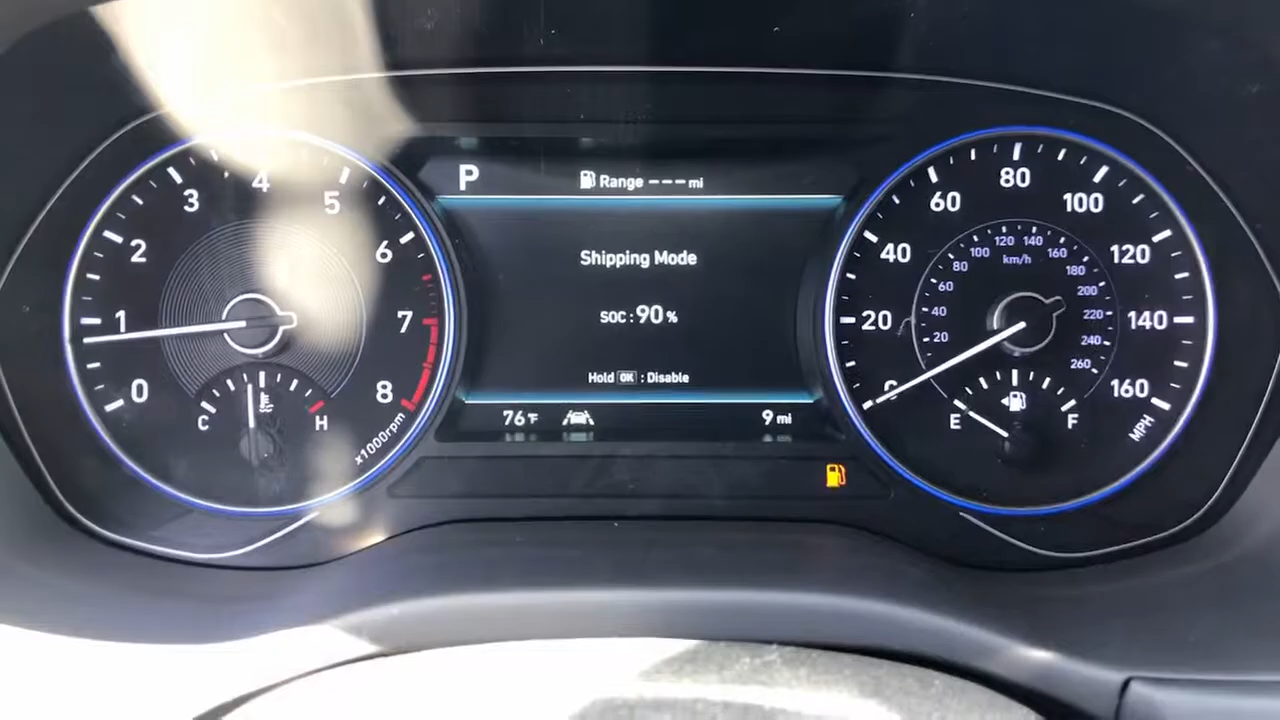 0
1
2
3
4
5
6
7
8
x1000rpm
C
H
P
Range ---mi
Shipping Mode
SOC : 90 %
Hold OK : Disable
76°F
9 mi
0
20
40
60
80
100
120
140
160
MPH
20
40
60
80
100
120
140
160
180
200
220
240
260
km/h
E
F